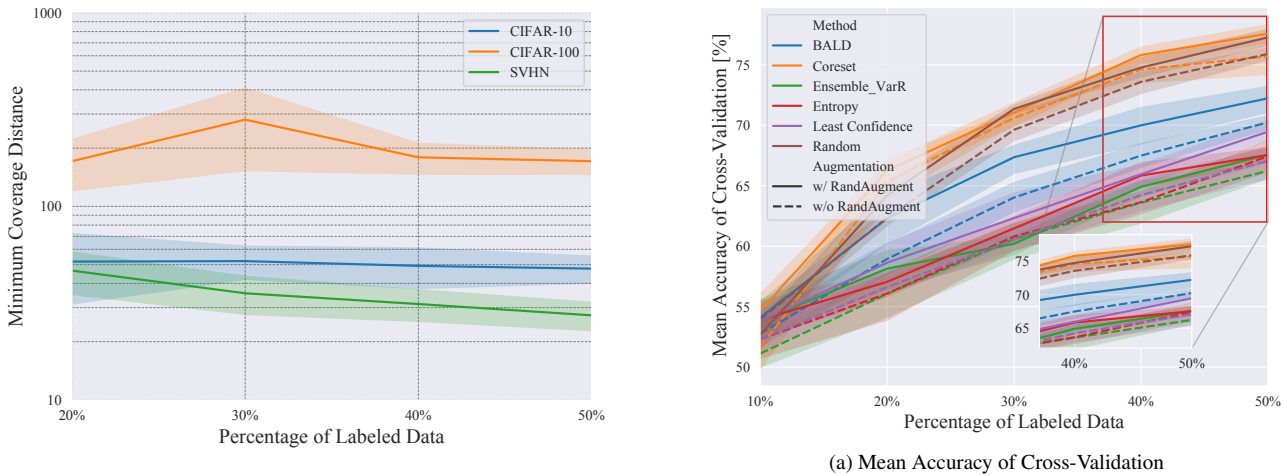 1000
100
10
Minimum Coverage Distance
CIFAR-10
CIFAR-100
SVHN
20%
30%
40%
50%
Percentage of Labeled Data
Mean Accuracy of Cross-Validation [%]
75
70
65
60
55
50
Method
BALD
Coreset
Ensemble_VarR
Entropy
Least Confidence
Random
Augmentation
w/ RandAugment
w/o RandAugment
75
70
65
40%
50%
10%
20%
30%
40%
50%
Percentage of Labeled Data
(a) Mean Accuracy of Cross-Validation